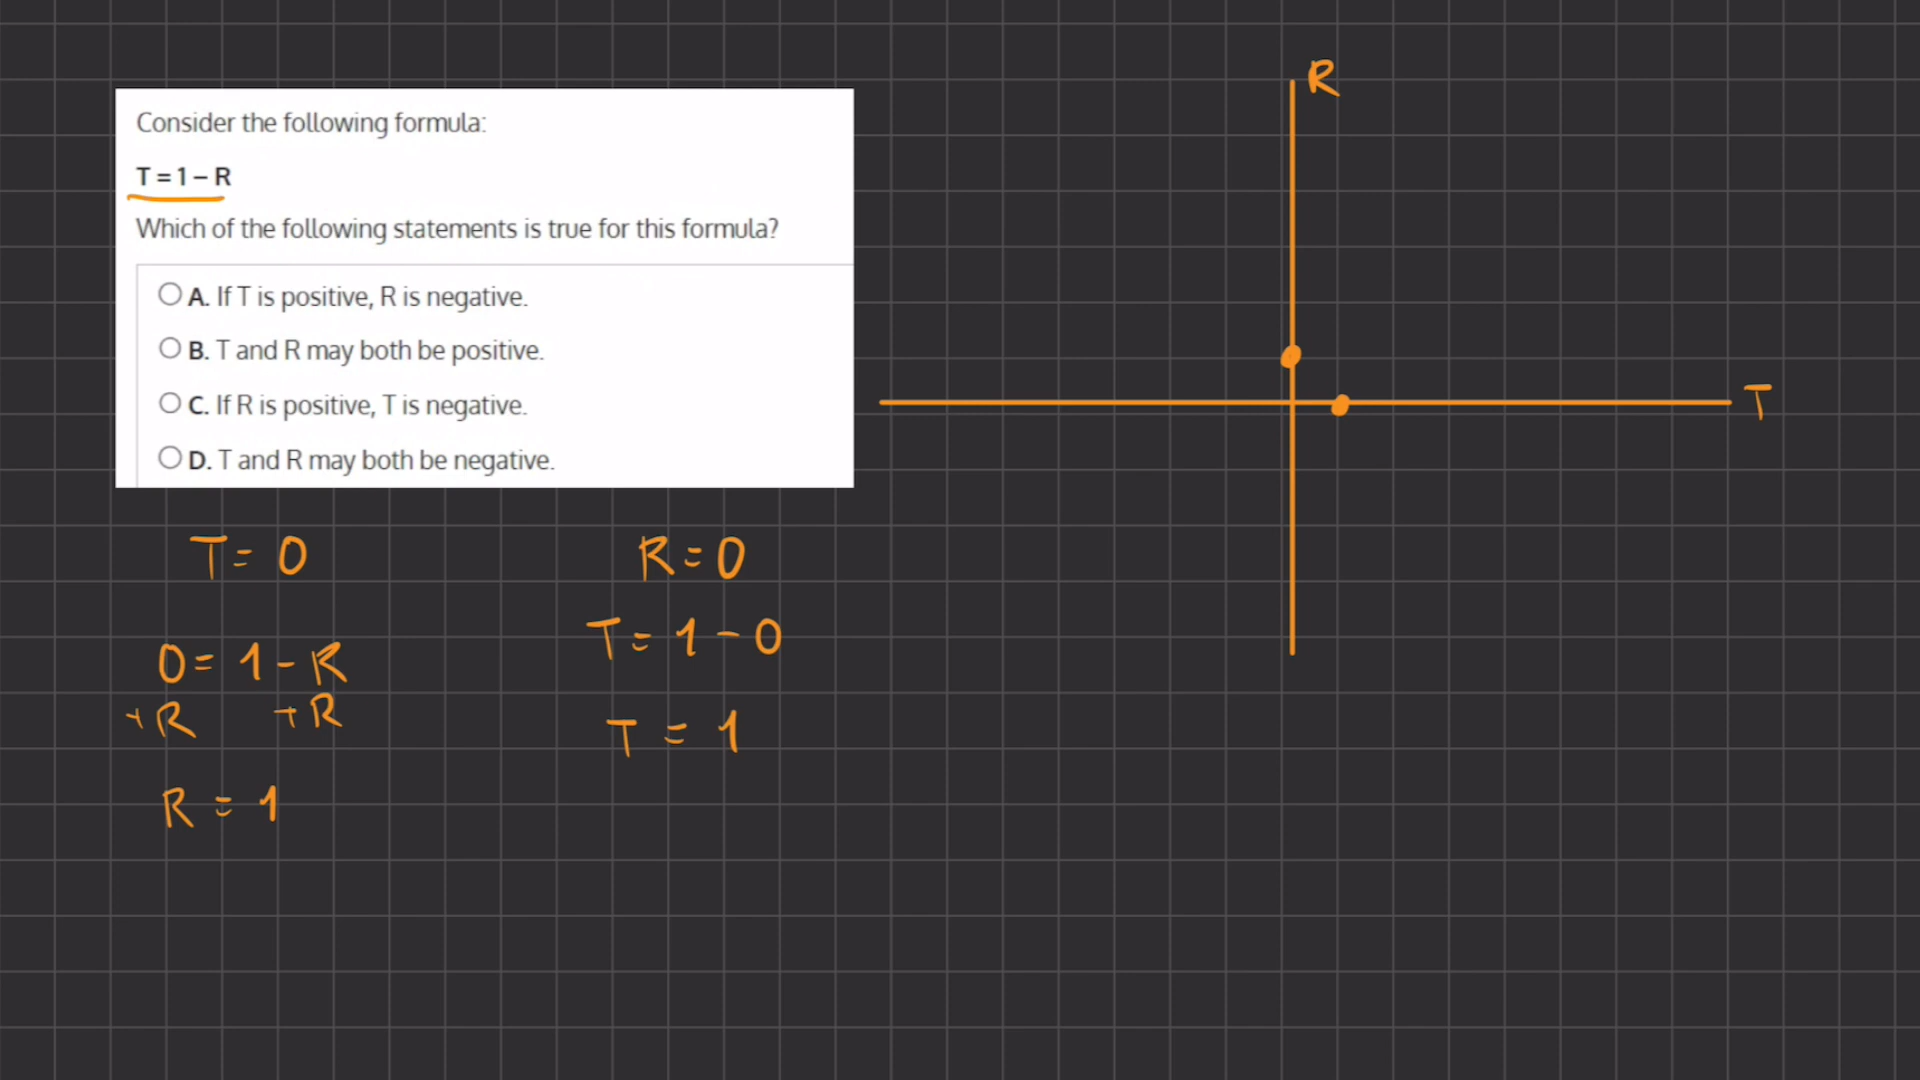 Consider the following formula:
T = 1 – R
Which of the following statements is true for this formula?
A. If T is positive, R is negative.
B. T and R may both be positive.
C. If R is positive, T is negative.
D. T and R may both be negative.
T = 0
0 = 1 - R
+R +R
R = 1
R = 0
T = 1 - 0
T = 1
R
T